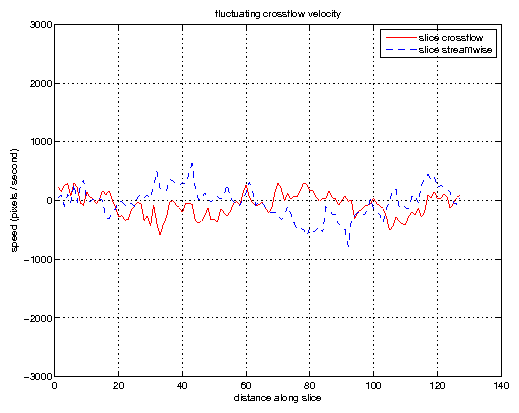 fluctuating crossflow velocity
slice crossflow
slice streamwise
speed (pixels / second)
3000
2000
1000
0
−1000
−2000
−3000
0 20 40 60 80 100 120 140
distance along slice